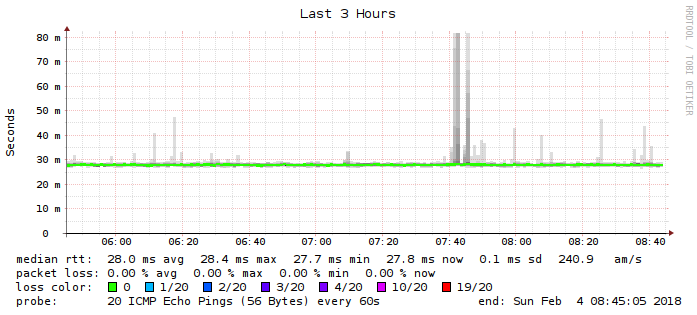 Last 3 Hours
RRDTOOL / TOBI OETIKER
Seconds
80 m
70 m
60 m
50 m
40 m
30 m
20 m
10 m
0
06:00 06:20 06:40 07:00 07:20 07:40 08:00 08:20 08:40
median rtt: 28.0 ms avg 28.4 ms max 27.7 ms min 27.8 ms now 0.1 ms sd 240.9 am/s
packet loss: 0.00 % avg 0.00 % max 0.00 % min 0.00 % now
loss color: 0 1/20 2/20 3/20 4/20 10/20 19/20
probe: 20 ICMP Echo Pings (56 Bytes) every 60s end: Sun Feb 4 08:45:05 2018